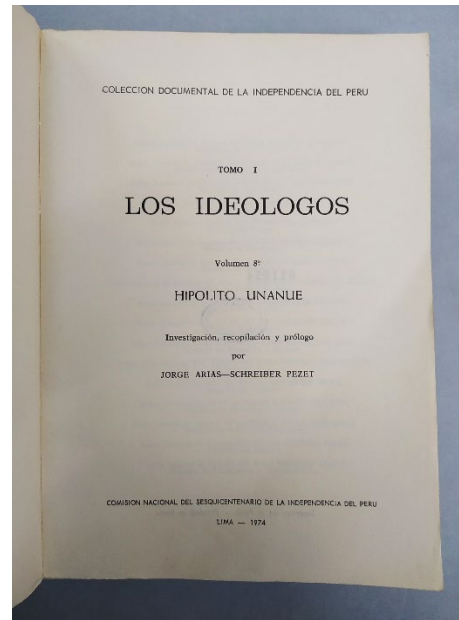 COLECCION DOCUMENTAL DE LA INDEPENDENCIA DEL PERU
TOMO I
LOS IDEOLOGOS
Volumen 8º
HIPOLITO UNANUE
Investigación, recopilación y prólogo
por
JORGE ARIAS—SCHREIBER PEZET
COMISION NACIONAL DEL SESQUICENTENARIO DE LA INDEPENDENCIA DEL PERU
LIMA — 1974